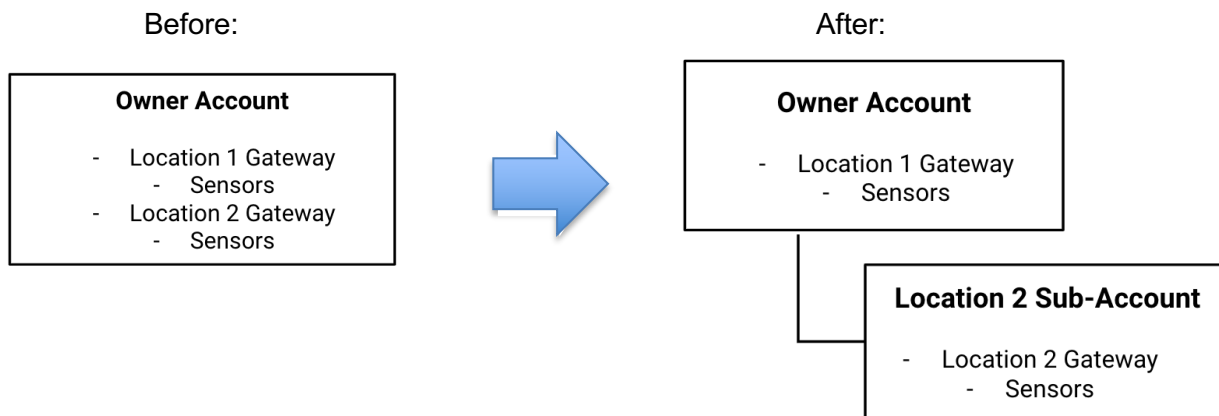 Before:
Owner Account
- Location 1 Gateway
- Sensors
- Location 2 Gateway
- Sensors
After:
Owner Account
- Location 1 Gateway
- Sensors
Location 2 Sub-Account
- Location 2 Gateway
- Sensors